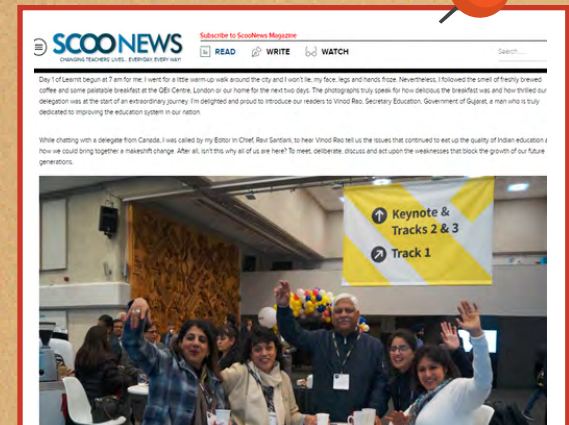 Subscribe to ScooNews Magazine
SCOONEWS
CHANGING TEACHERS LIVES... EVERYDAY, EVERY WAY!
READ WRITE WATCH
Search...
Day 1 of Learnit begun at 7 am for me. I went for a little warm-up walk around the city and I won't lie, my face, legs and hands froze. Nevertheless, I followed the smell of freshly brewed
coffee and some palatable breakfast at the QEII Centre, London or our home for the next two days. The photographs truly speak for how delicious the breakfast was and how thrilled our
delegation was at the start of an extraordinary journey. I'm delighted and proud to introduce our readers to Vinod Rao, Secretary Education, Government of Gujarat, a man who is truly
dedicated to improving the education system in our nation.
While chatting with a delegate from Canada, I was called by my Editor in Chief, Ravi Santlani, to hear Vinod Rao tell us the issues that continued to eat up the quality of Indian education a
how we could bring together a makeshift change. After all, isn't this why all of us are here? To meet, deliberate, discuss and act upon the weaknesses that block the growth of our future
generations.
Keynote &
Tracks 2 & 3
Track 1